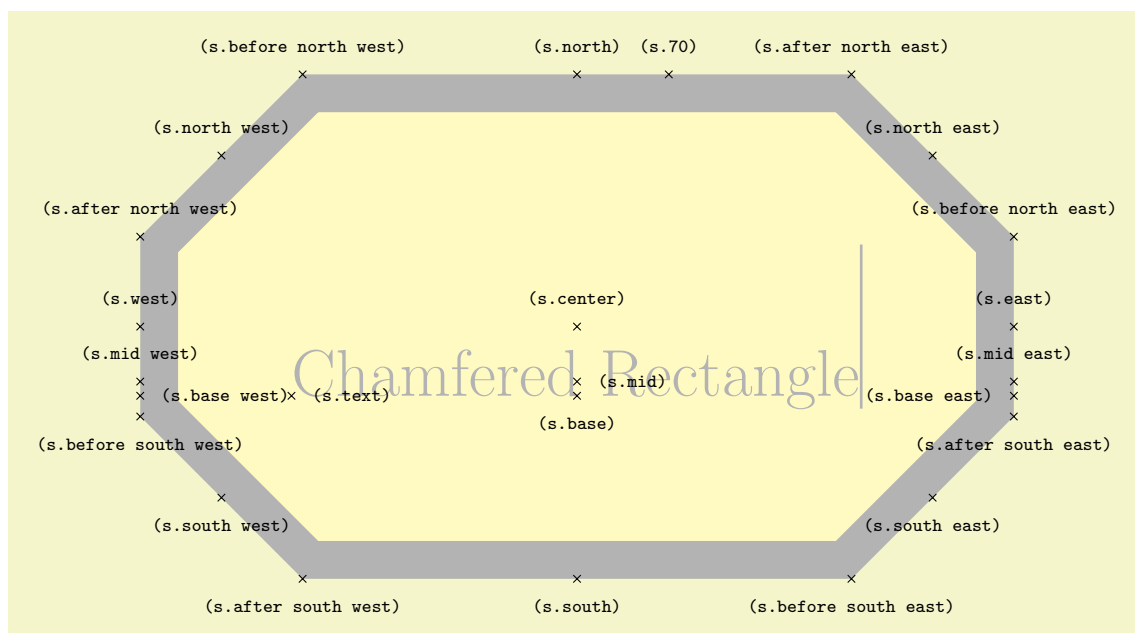 (s.before north west) (s.north) (s.70) (s.after north east)
(s.north west) (s.north east)
(s.after north west) (s.before north east)
(s.west) (s.center) (s.east)
(s.mid west) (s.mid east)
Chamfered Rectangle
(s.mid)
(s.base west) (s.text) (s.base east)
(s.base)
(s.before south west) (s.after south east)
(s.south west) (s.south east)
(s.after south west) (s.south) (s.before south east)